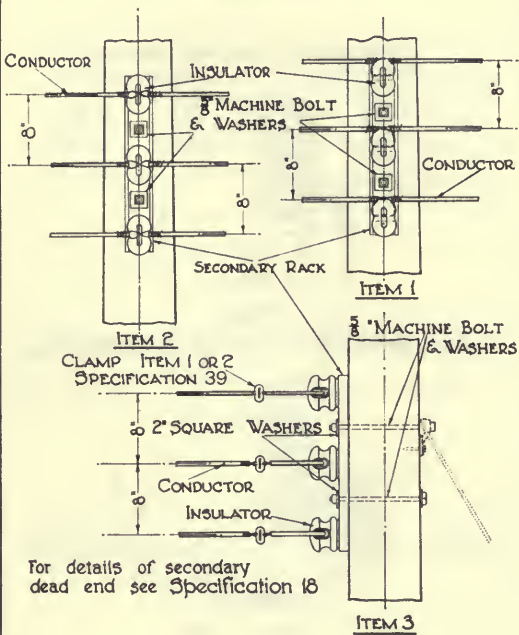 CONDUCTOR
INSULATOR
5/8" MACHINE BOLT
& WASHERS
8"
8"
8"
8"
CONDUCTOR
SECONDARY RACK
ITEM 1
ITEM 2
5/8" MACHINE BOLT
& WASHERS
CLAMP ITEM 1 OR 2
SPECIFICATION 39
8"
2" SQUARE WASHERS
CONDUCTOR
8"
INSULATOR
For details of secondary
dead end see Specification 18
ITEM 3